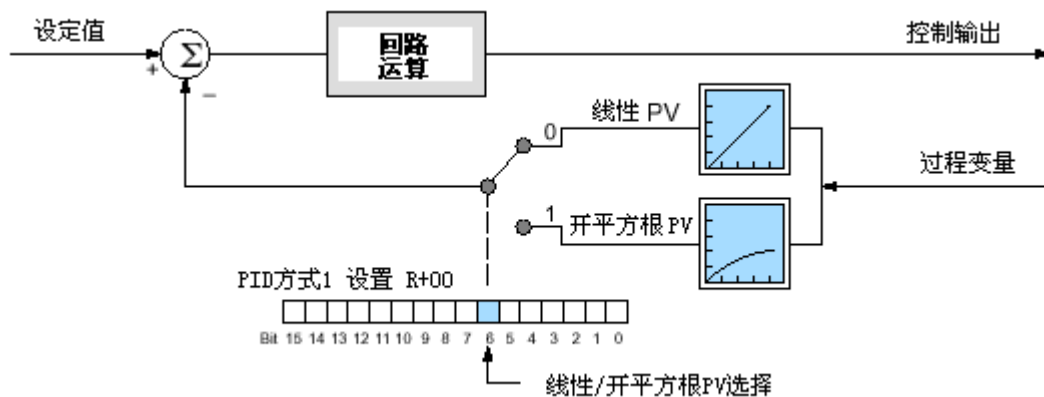 设定值
控制输出
Σ
回路
运算
+
−
0
线性 PV
过程变量
1
开平方根 PV
PID方式1 设置 R+00
Bit 15 14 13 12 11 10 9 8 7 6 5 4 3 2 1 0
线性/开平方根PV选择